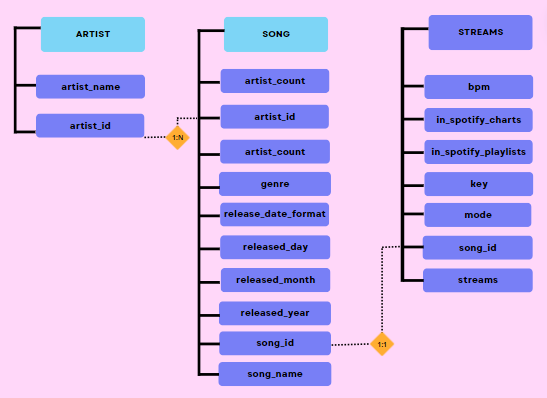 ARTIST
artist_name
artist_id
1:N
SONG
artist_count
artist_id
artist_count
genre
release_date_format
released_day
released_month
released_year
song_id
song_name
1:1
STREAMS
bpm
in_spotify_charts
in_spotify_playlists
key
mode
song_id
streams